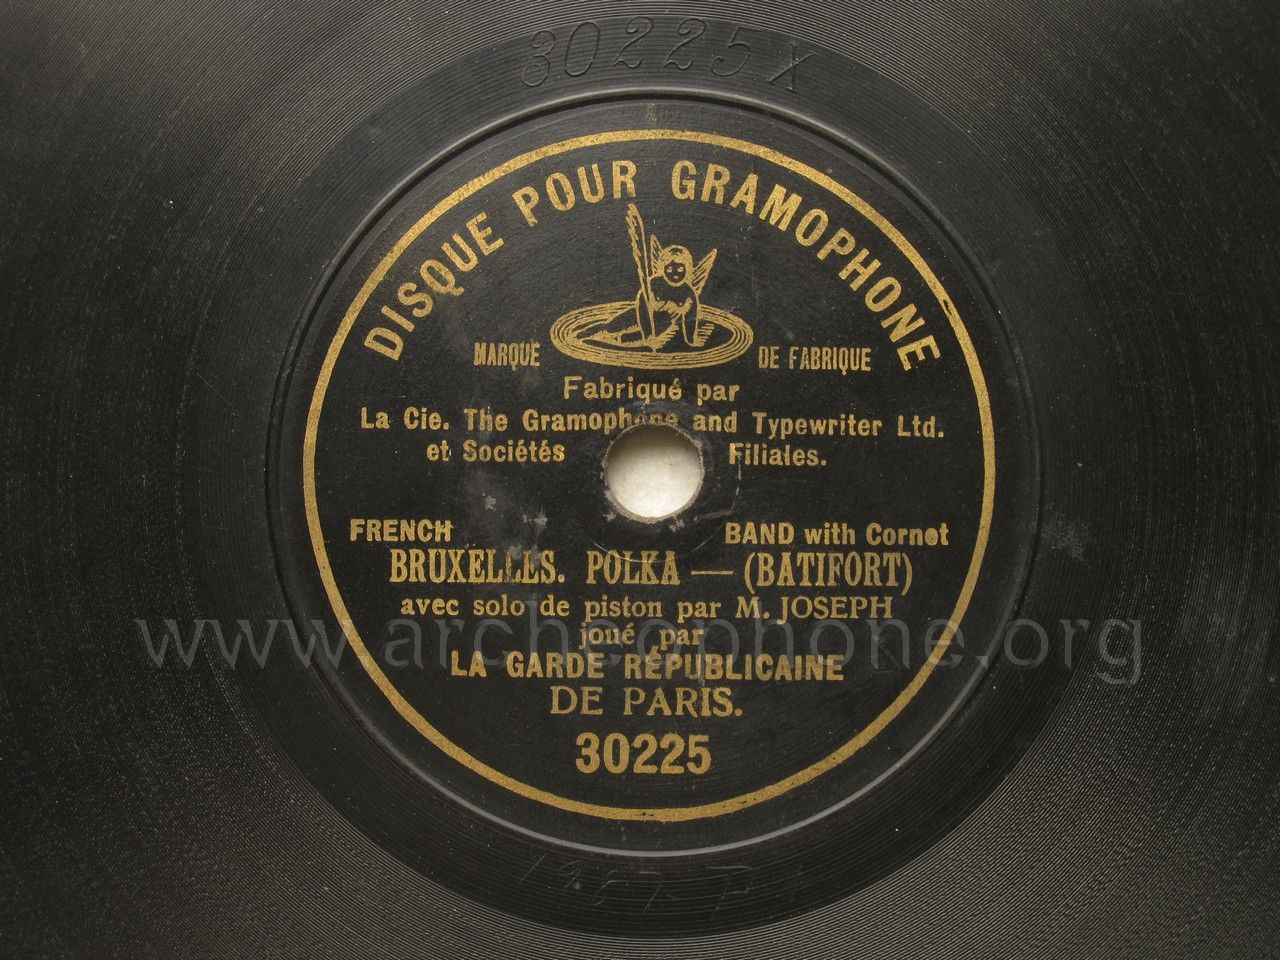 30225X
DISQUE POUR GRAMOPHONE
MARQUE DE FABRIQUE
Fabriqué par
La Cie. The Gramophone and Typewriter Ltd.
et Sociétés Filiales.
FRENCH BAND with Cornet
BRUXELLES. POLKA — (BATIFORT)
avec solo de piston par M. JOSEPH
joué par
www.archeophone.org
LA GARDE RÉPUBLICAINE
DE PARIS.
30225